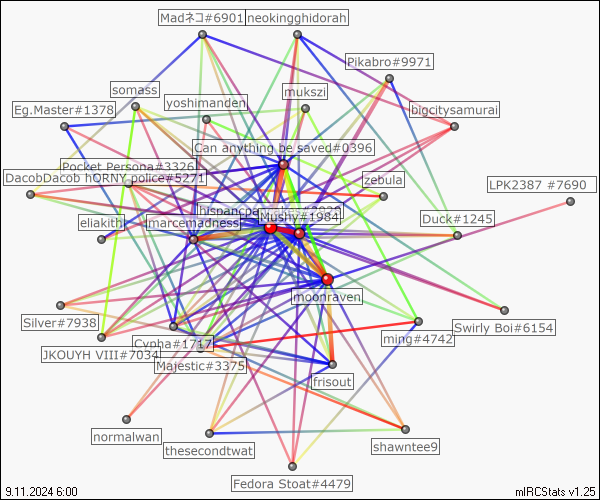 Madネコ#6901
neokingghidorah
Pikabro#9971
somass
mukszi
yoshimanden
Eg.Master#1378
bigcitysamurai
Can anything be saved#0396
Pocket Persona#3326
DacobDacob hORNY police#5271
zebula
LPK2387 #7690
Mushy#1984
Duck#1245
eliakith
marcemadness
moonraven
Silver#7938
Swirly Boi#6154
JKOUYH VIII#7034
Cypha#1717
ming#4742
Majestic#3375
frisout
normalwan
thesecondtwat
shawntee9
Fedora Stoat#4479
9.11.2024 6:00
mIRCStats v1.25